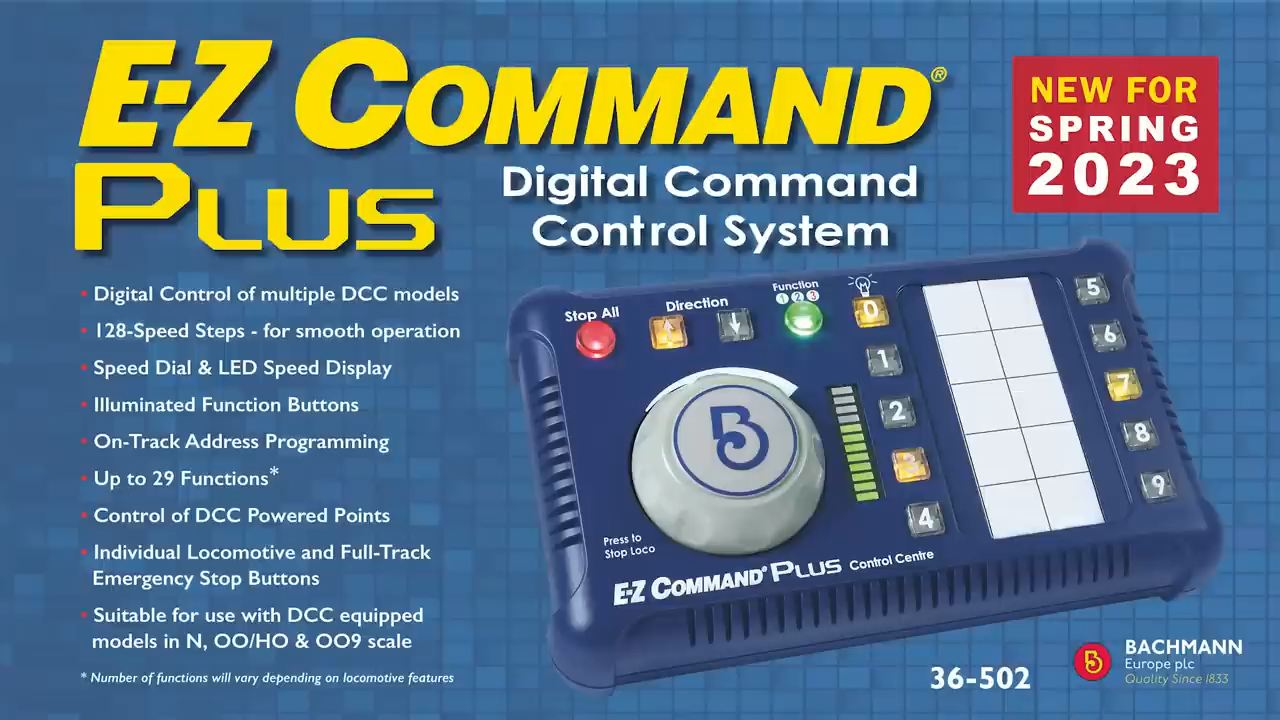 E-Z COMMAND®
PLUS
Digital Command
Control System
NEW FOR
SPRING
2023
• Digital Control of multiple DCC models
• 128-Speed Steps - for smooth operation
• Speed Dial & LED Speed Display
• Illuminated Function Buttons
• On-Track Address Programming
• Up to 29 Functions*
• Control of DCC Powered Points
• Individual Locomotive and Full-Track
Emergency Stop Buttons
• Suitable for use with DCC equipped
models in N, OO/HO & OO9 scale
* Number of functions will vary depending on locomotive features
Stop All
Direction
Function
1 2 3
0
1
2
3
4
5
6
7
8
9
B
Press to
Stop Loco
E-Z COMMAND® PLUS Control Centre
36-502
B
BACHMANN
Europe plc
Quality Since 1833